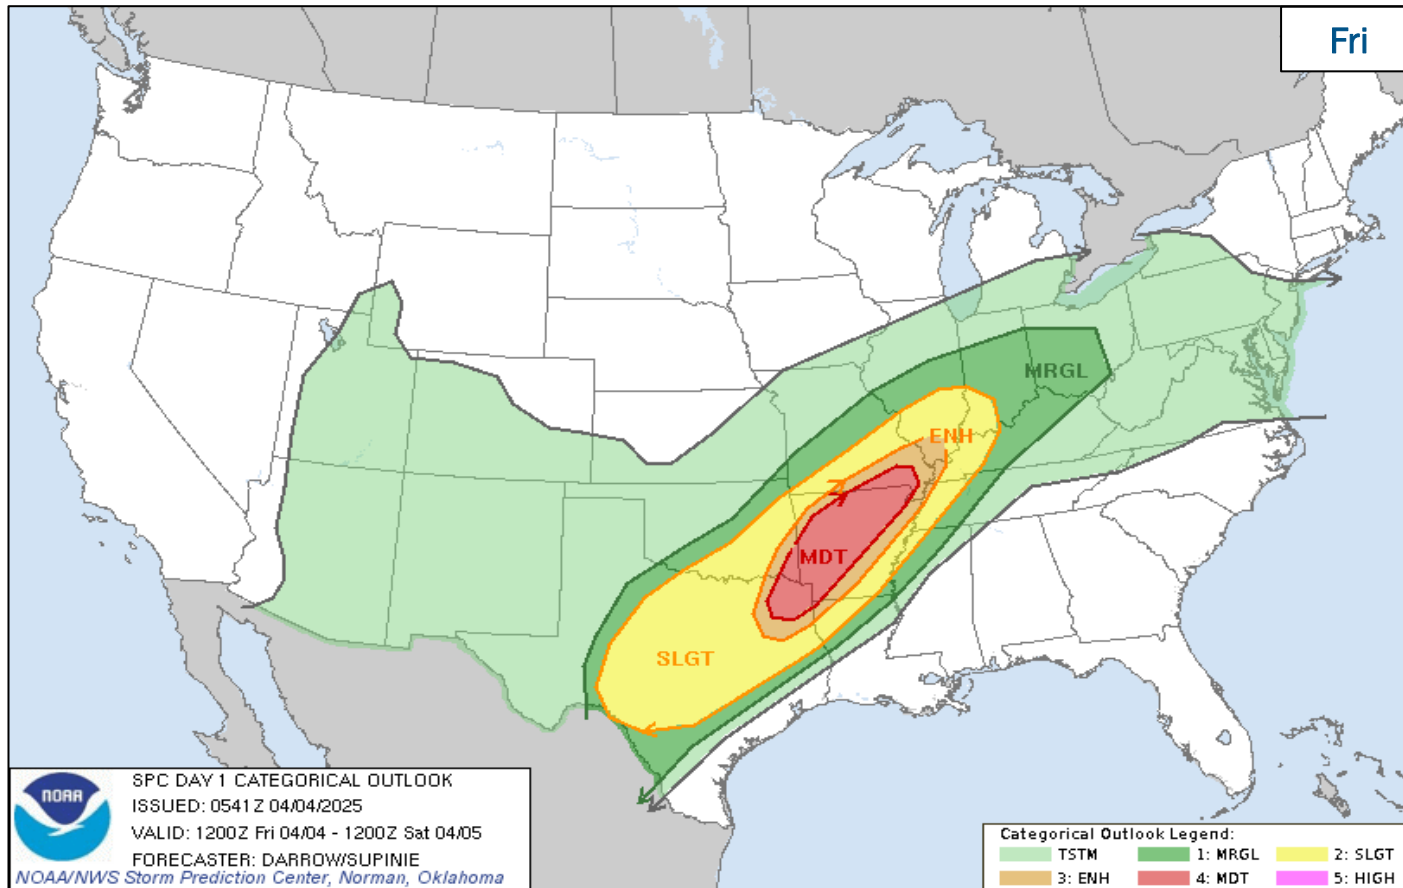 Fri
MRGL
ENH
MDT
SLGT
NOAA
SPC DAY 1 CATEGORICAL OUTLOOK
ISSUED: 0541Z 04/04/2025
VALID: 1200Z Fri 04/04 - 1200Z Sat 04/05
FORECASTER: DARROW/SUPINIE
NOAA/NWS Storm Prediction Center, Norman, Oklahoma
Categorical Outlook Legend:
TSTM 1: MRGL 2: SLGT
3: ENH 4: MDT 5: HIGH